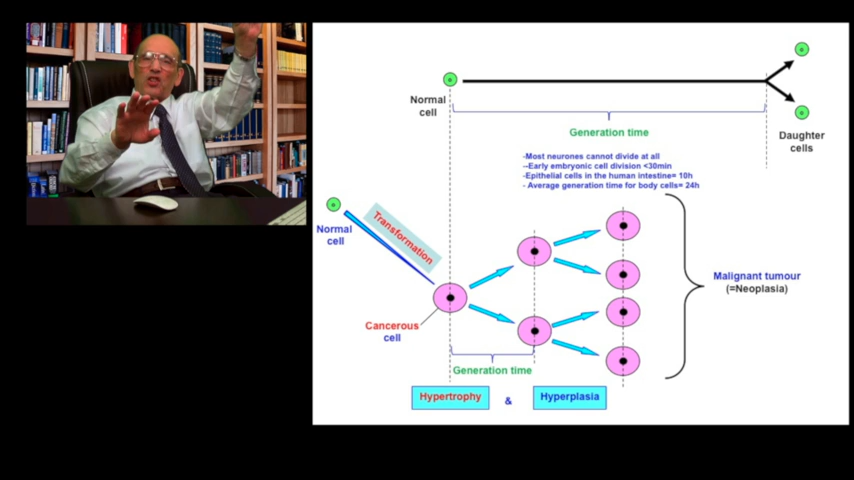 Normal
cell
Generation time
Daughter
cells
-Most neurones cannot divide at all
--Early embryonic cell division <30min
-Epithelial cells in the human intestine= 10h
- Average generation time for body cells= 24h
Normal
cell
Transformation
Malignant tumour
(=Neoplasia)
Cancerous
cell
Generation time
Hypertrophy & Hyperplasia